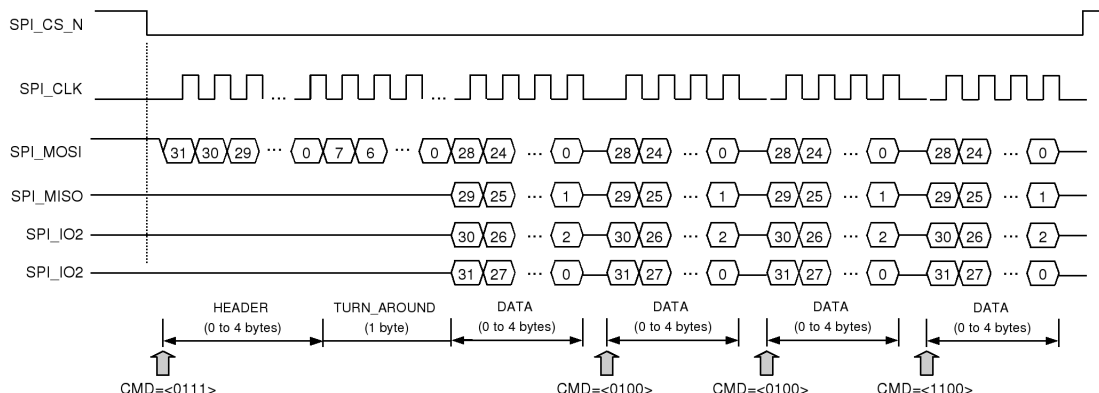 SPI_CS_N
SPI_CLK ... ...
SPI_MOSI 31 30 29 ... 0 7 6 ... 0 28 24 ... 0 28 24 ... 0 28 24 ... 0 28 24 ... 0
SPI_MISO 29 25 ... 1 29 25 ... 1 29 25 ... 1 29 25 ... 1
SPI_IO2 30 26 ... 2 30 26 ... 2 30 26 ... 2 30 26 ... 2
SPI_IO2 31 27 ... 0 31 27 ... 0 31 27 ... 0 31 27 ... 0
HEADER TURN_AROUND DATA DATA DATA DATA
(0 to 4 bytes) (1 byte) (0 to 4 bytes) (0 to 4 bytes) (0 to 4 bytes) (0 to 4 bytes)
CMD=<0111> CMD=<0100> CMD=<0100> CMD=<1100>